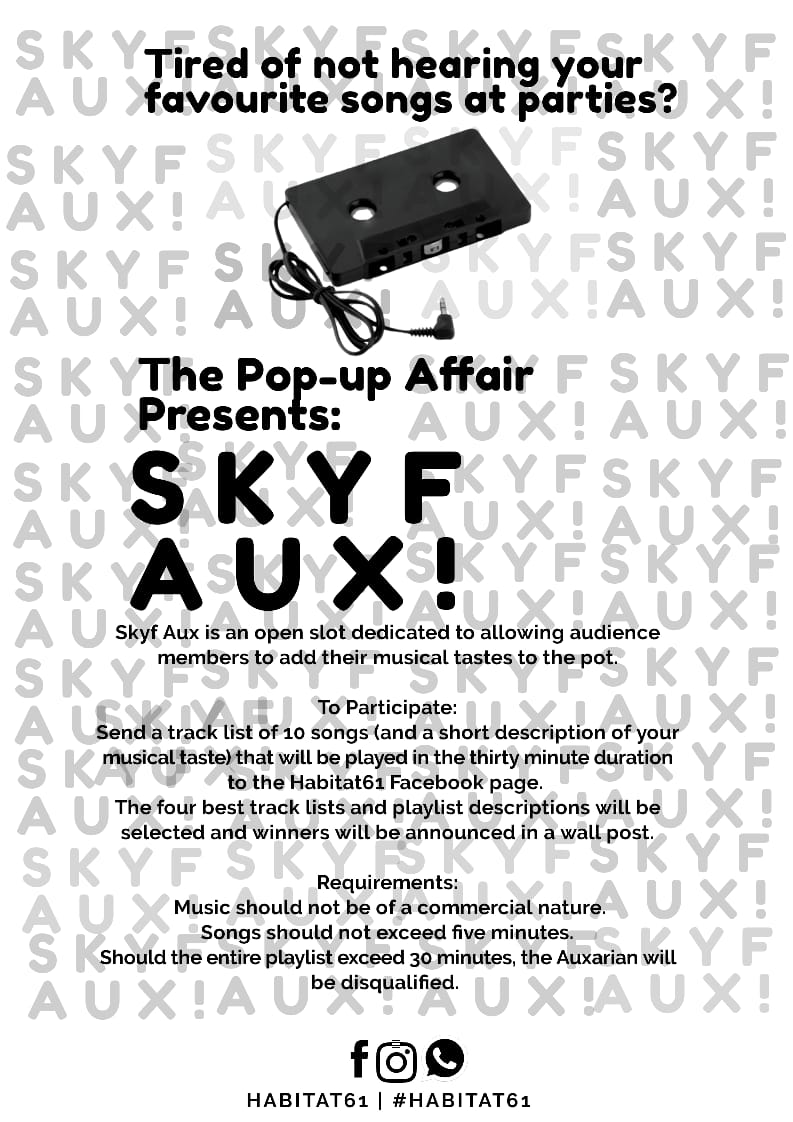 Tired of not hearing your
favourite songs at parties?
The Pop-up Affair
Presents:
SKYF
AUX!
Skyf Aux is an open slot dedicated to allowing audience
members to add their musical tastes to the pot.
To Participate:
Send a track list of 10 songs (and a short description of your
musical taste) that will be played in the thirty minute duration
to the Habitat61 Facebook page.
The four best track lists and playlist descriptions will be
selected and winners will be announced in a wall post.
Requirements:
Music should not be of a commercial nature.
Songs should not exceed five minutes.
Should the entire playlist exceed 30 minutes, the Auxarian will
be disqualified.
HABITAT61 | #HABITAT61